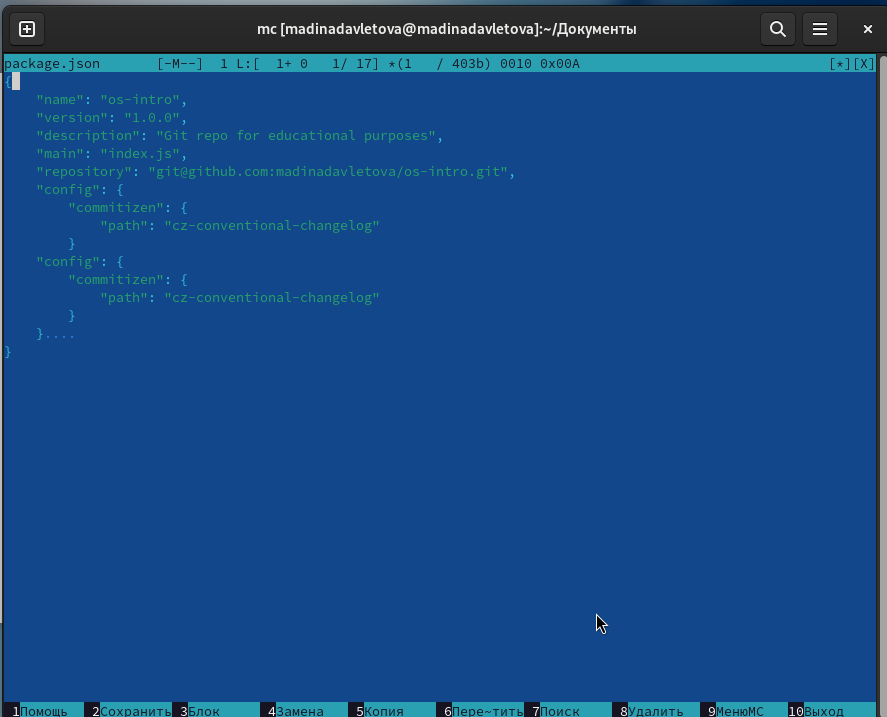 mc [madinadavletova@madinadavletova]:~/Документы
package.json [-M--] 1 L:[ 1+ 0 1/ 17] *(1 / 403b) 0010 0x00A [*][X]
{
"name": "os-intro",
"version": "1.0.0",
"description": "Git repo for educational purposes",
"main": "index.js",
"repository": "git@github.com:madinadavletova/os-intro.git",
"config": {
"commitizen": {
"path": "cz-conventional-changelog"
}
"config": {
"commitizen": {
"path": "cz-conventional-changelog"
}
}....
}
1Помощь 2Сохранить 3Блок 4Замена 5Копия 6Пере~тить 7Поиск 8Удалить 9МенюMC 10Выход